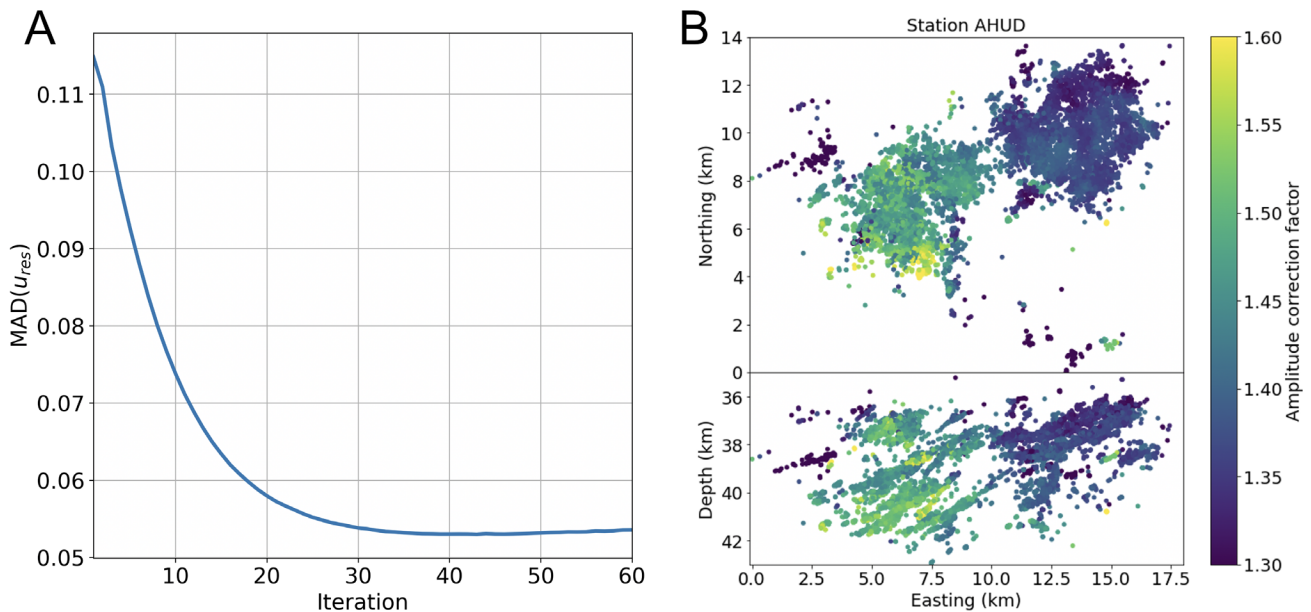 A
MAD(u_res)
0.11
0.10
0.09
0.08
0.07
0.06
0.05
10 20 30 40 50 60
Iteration
B
Station AHUD
Northing (km)
14
12
10
8
6
4
2
0
Depth (km)
36
38
40
42
0.0 2.5 5.0 7.5 10.0 12.5 15.0 17.5
Easting (km)
1.60
1.55
1.50
1.45
1.40
1.35
1.30
Amplitude correction factor